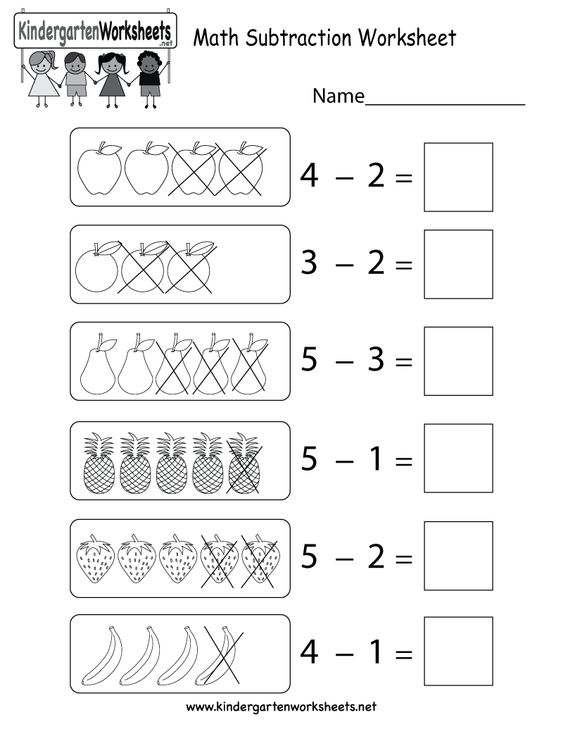 KindergartenWorksheets
.net
Math Subtraction Worksheet
Name________________
4 - 2 =
3 - 2 =
5 - 3 =
5 - 1 =
5 - 2 =
4 - 1 =
www.kindergartenworksheets.net